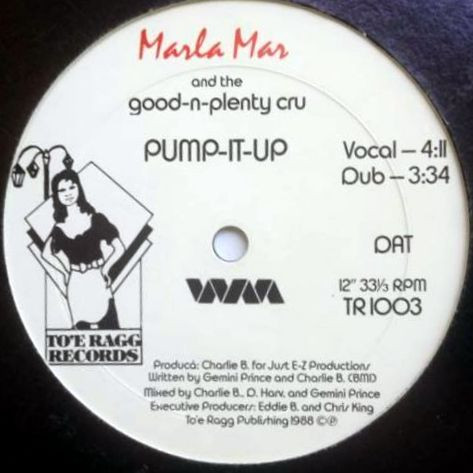 Marla Mar
and the
good-n-plenty cru
PUMP-IT-UP
Vocal – 4:11
Dub – 3:34
DAT
12" 33⅓ RPM
TR1003
TO'E RAGG
RECORDS
Producd: Charlie B. for Just E-Z Productions
Written by Gemini Prince and Charlie B. (BMI)
Mixed by Charlie B., D. Harv, and Gemini Prince
Executive Producers: Eddie B. and Chris King
To'e Ragg Publishing 1988 ©℗